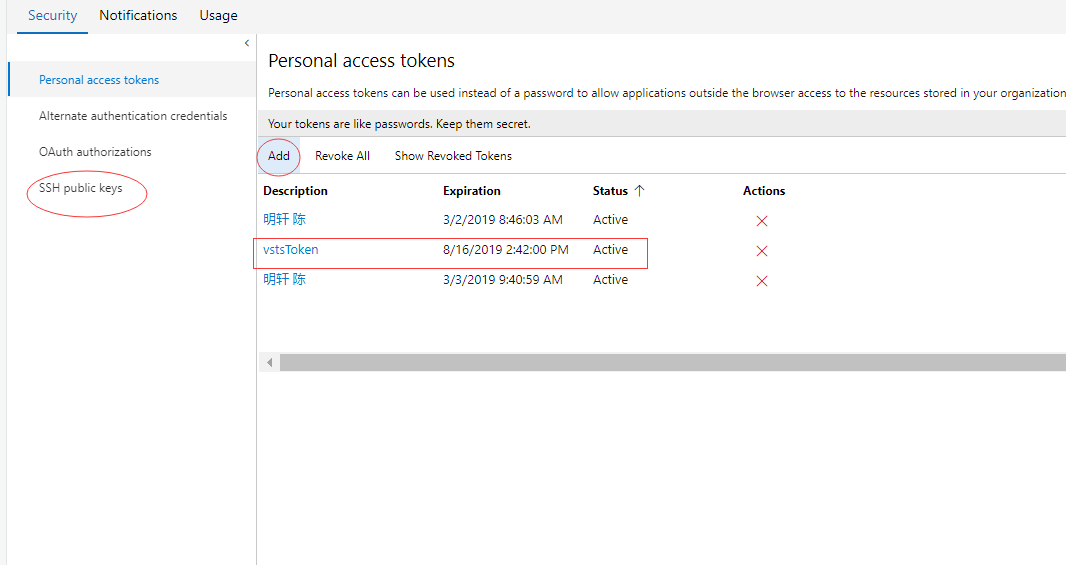 Security Notifications Usage
Personal access tokens
Alternate authentication credentials
OAuth authorizations
SSH public keys
Personal access tokens
Personal access tokens can be used instead of a password to allow applications outside the browser access to the resources stored in your organization
Your tokens are like passwords. Keep them secret.
Add Revoke All Show Revoked Tokens
Description Expiration Status Actions
明轩 陈 3/2/2019 8:46:03 AM Active
vstsToken 8/16/2019 2:42:00 PM Active
明轩 陈 3/3/2019 9:40:59 AM Active